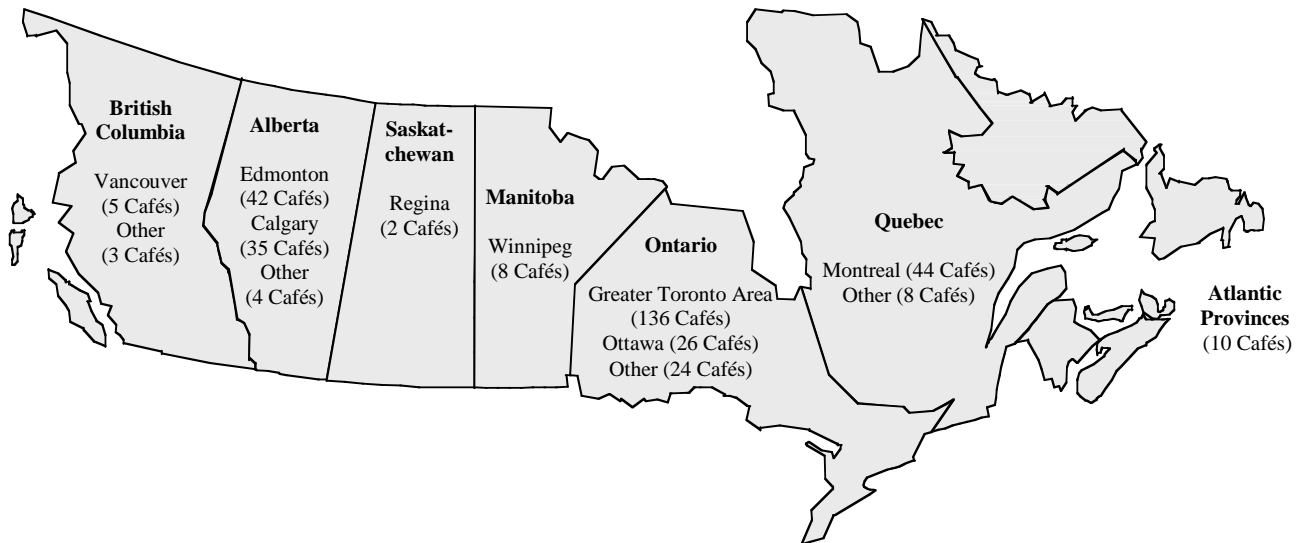 British
Columbia
Vancouver
(5 Cafés)
Other
(3 Cafés)
Alberta
Edmonton
(42 Cafés)
Calgary
(35 Cafés)
Other
(4 Cafés)
Saskat-
chewan
Regina
(2 Cafés)
Manitoba
Winnipeg
(8 Cafés)
Ontario
Greater Toronto Area
(136 Cafés)
Ottawa (26 Cafés)
Other (24 Cafés)
Quebec
Montreal (44 Cafés)
Other (8 Cafés)
Atlantic
Provinces
(10 Cafés)